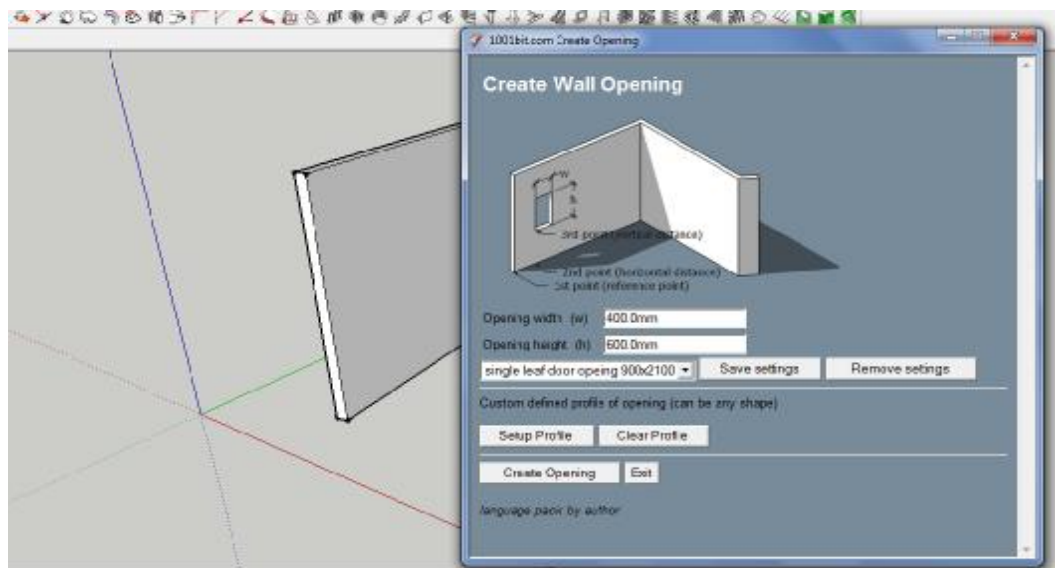 1001bit.com Create Opening
Create Wall Opening
w
h
3rd point (vertical distance)
2nd point (horizontal distance)
1st point (reference point)
Opening width (w) 400.0mm
Opening height (h) 600.0mm
single leaf door opeing 900x2100 Save settings Remove setings
Custom defined profile of opening (can be any shape)
Setup Profile Clear Profile
Create Opening Exit
language pack by author